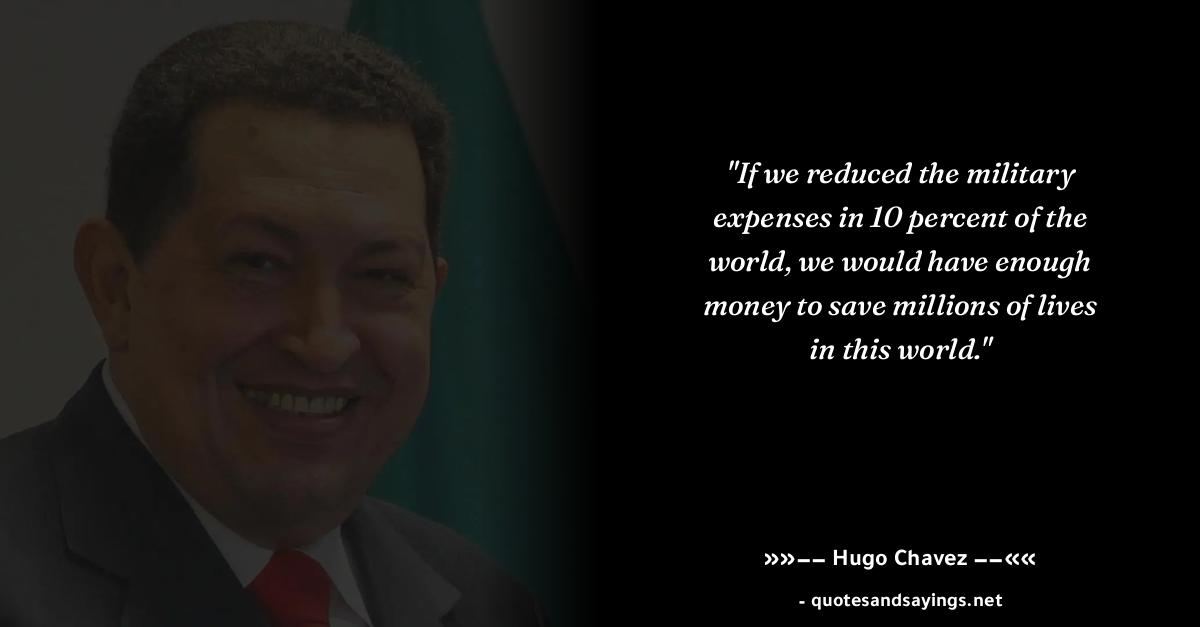 "If we reduced the military
expenses in 10 percent of the
world, we would have enough
money to save millions of lives
in this world."
»»–– Hugo Chavez ––««
- quotesandsayings.net